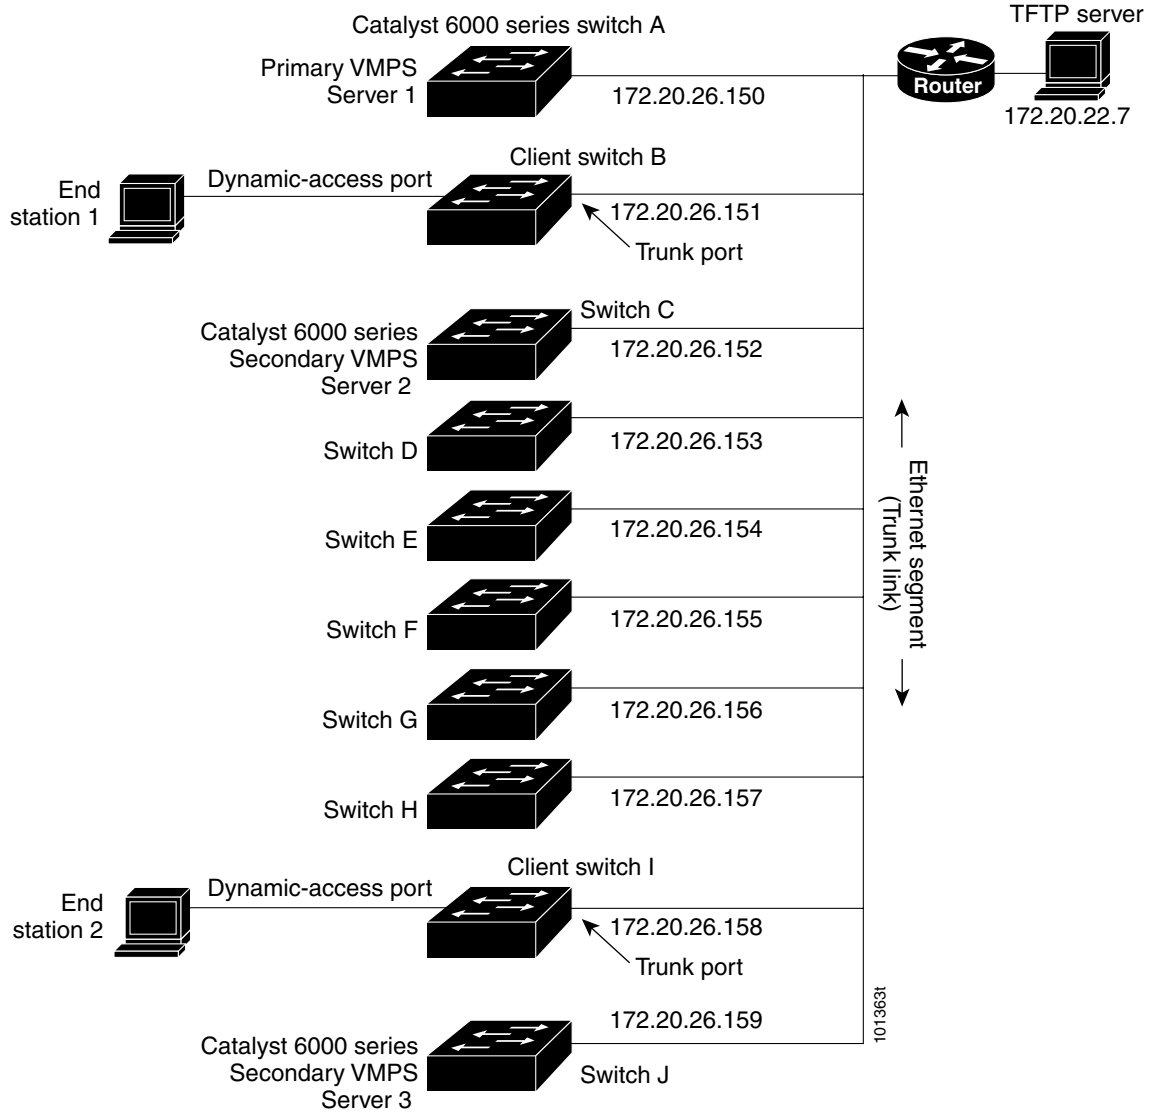 Catalyst 6000 series switch A
TFTP server
Primary VMPS
Server 1
172.20.26.150
Router
172.20.22.7
Client switch B
Dynamic-access port
End
station 1
172.20.26.151
Trunk port
Switch C
Catalyst 6000 series
Secondary VMPS
Server 2
172.20.26.152
Switch D
172.20.26.153
Ethernet segment
(Trunk link)
Switch E
172.20.26.154
Switch F
172.20.26.155
Switch G
172.20.26.156
Switch H
172.20.26.157
Client switch I
Dynamic-access port
End
station 2
172.20.26.158
Trunk port
101363t
172.20.26.159
Catalyst 6000 series
Secondary VMPS
Server 3
Switch J